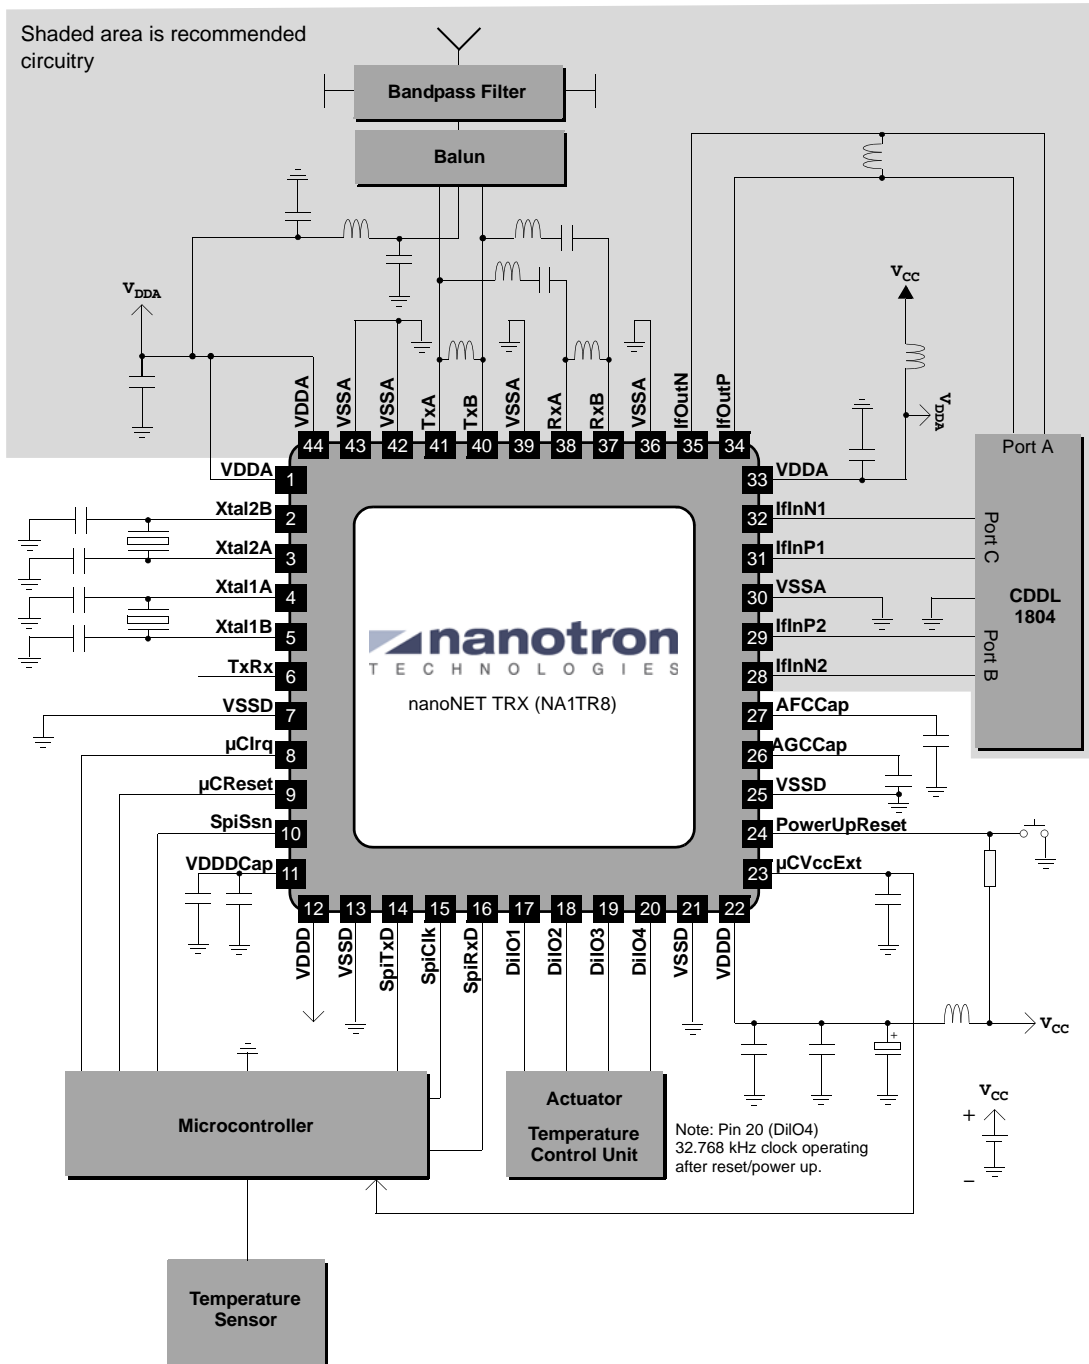 Shaded area is recommended
circuitry
Bandpass Filter
Balun
VDDA
VCC
VDDA
VDDA
VSSA
VSSA
TxA
TxB
VSSA
RxA
RxB
VSSA
IfOutN
IfOutP
44
43
42
41
40
39
38
37
36
35
34
Port A
Port C
CDDL
1804
Port B
VDDA 1
Xtal2B 2
Xtal2A 3
Xtal1A 4
Xtal1B 5
TxRx 6
VSSD 7
µCIrq 8
µCReset 9
SpiSsn 10
VDDDCap 11
33 VDDA
32 IfInN1
31 IfInP1
30 VSSA
29 IfInP2
28 IfInN2
27 AFCCap
26 AGCCap
25 VSSD
24 PowerUpReset
23 µCVccExt
nanotron
TECHNOLOGIES
nanoNET TRX (NA1TR8)
12
13
14
15
16
17
18
19
20
21
22
VDDD
VSSD
SpiTxD
SpiClk
SpiRxD
DiIO1
DiIO2
DiIO3
DiIO4
VSSD
VDDD
+
VCC
Microcontroller
Actuator
Temperature
Control Unit
Note: Pin 20 (DiIO4)
32.768 kHz clock operating
after reset/power up.
VCC
+
–
Temperature
Sensor